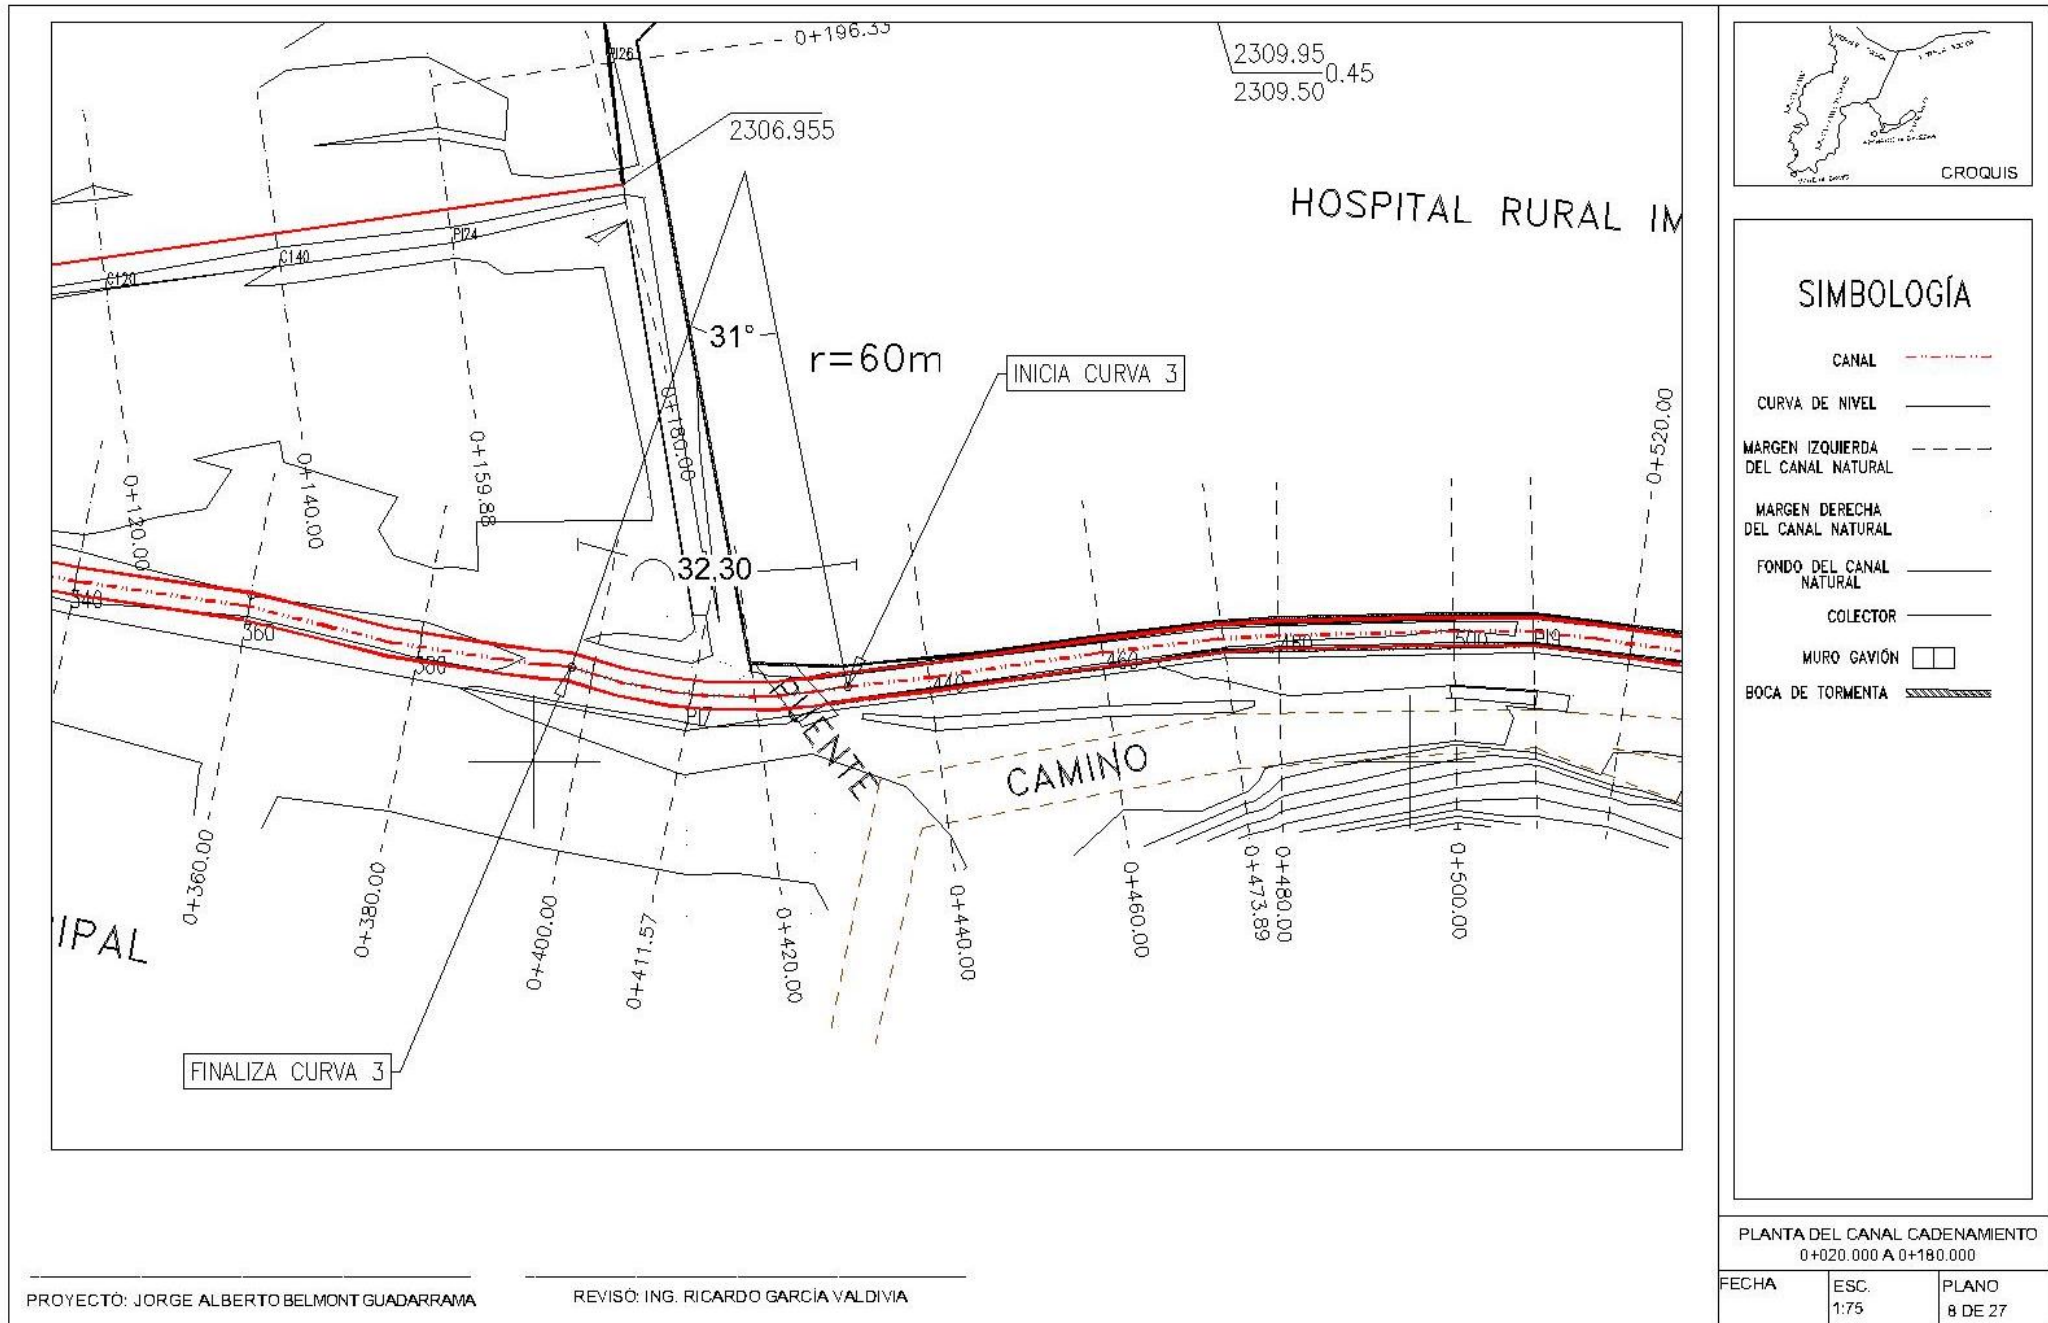 0+196.33
2309.95
0.45
2309.50
PI26
2306.955
HOSPITAL RURAL IM
PI24
C140
C120
31°
r=60m
INICIA CURVA 3
0+180.00
0+120.00
0+140.00
0+159.88
0+520.00
32,30
340
360
380
PI7
440
460
480
500
PI9
PUENTE
CAMINO
0+360.00
0+380.00
0+400.00
0+411.57
0+420.00
0+440.00
0+460.00
0+473.89
0+480.00
0+500.00
IPAL
FINALIZA CURVA 3
CROQUIS
SIMBOLOGÍA
CANAL
CURVA DE NIVEL
MARGEN IZQUIERDA
DEL CANAL NATURAL
MARGEN DERECHA
DEL CANAL NATURAL
FONDO DEL CANAL
NATURAL
COLECTOR
MURO GAVIÓN
BOCA DE TORMENTA
PLANTA DEL CANAL CADENAMIENTO
0+020.000 A 0+180.000
FECHA
ESC.
1:75
PLANO
8 DE 27
PROYECTÓ: JORGE ALBERTO BELMONT GUADARRAMA
REVISÓ: ING. RICARDO GARCÍA VALDIVIA